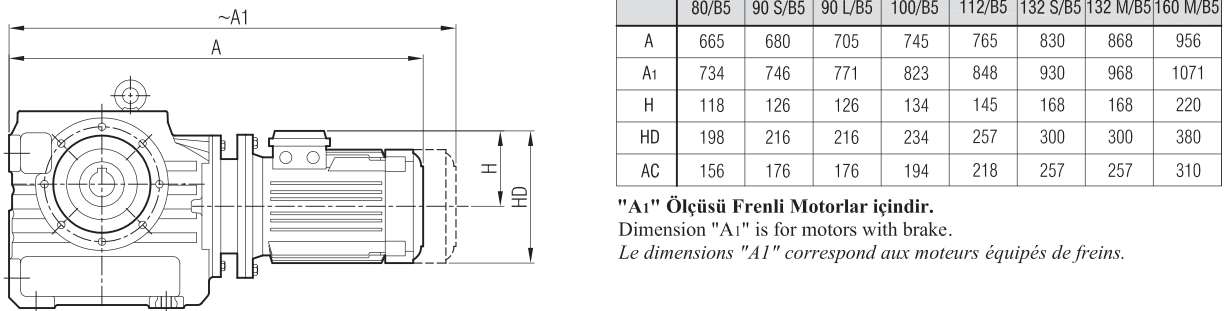 ~A1
A
H
HD
80/B5 90 S/B5 90 L/B5 100/B5 112/B5 132 S/B5 132 M/B5 160 M/B5
A 665 680 705 745 765 830 868 956
A1 734 746 771 823 848 930 968 1071
H 118 126 126 134 145 168 168 220
HD 198 216 216 234 257 300 300 380
AC 156 176 176 194 218 257 257 310
"A1" Ölçüsü Frenli Motorlar içindir.
Dimension "A1" is for motors with brake.
Le dimensions "A1" correspond aux moteurs équipés de freins.